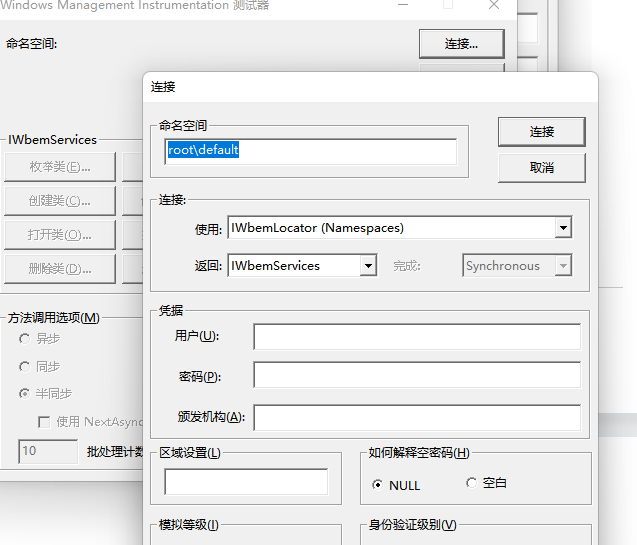 Windows Management Instrumentation 测试器
命名空间:
连接...
IWbemServices
枚举类(E)...
创建类(C)...
打开类(O)...
删除类(D)...
方法调用选项(M)
异步
同步
半同步
使用 NextAsync
10 批处理计数
连接
命名空间
root\default
连接
取消
连接:
使用: IWbemLocator (Namespaces)
返回: IWbemServices 完成: Synchronous
凭据
用户(U):
密码(P):
颁发机构(A):
区域设置(L)
如何解释空密码(H)
NULL 空白
模拟等级(I)
身份验证级别(V)